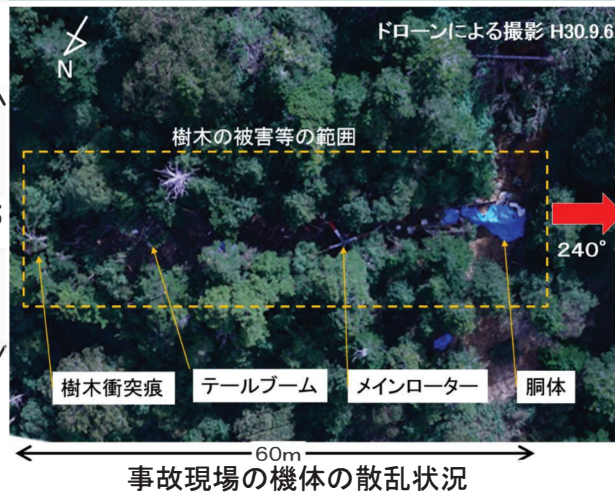 ドローンによる撮影 H30.9.6
N
樹木の被害等の範囲
240°
樹木衝突痕
テールブーム
メインローター
胴体
60m
事故現場の機体の散乱状況